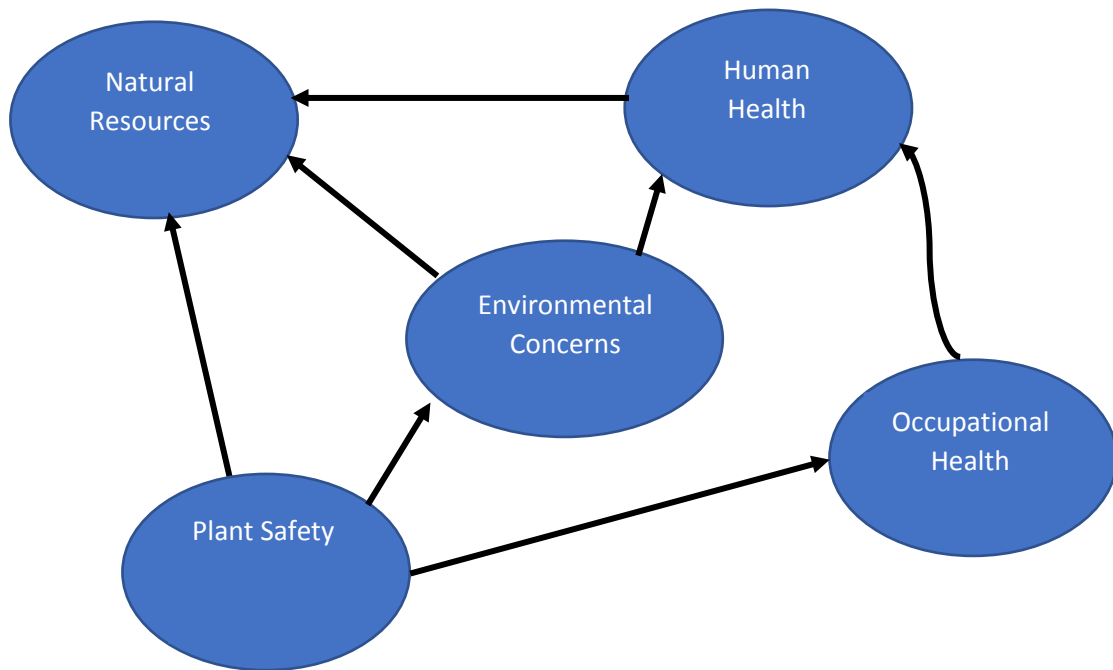 Natural
Resources
Human
Health
Environmental
Concerns
Occupational
Health
Plant Safety